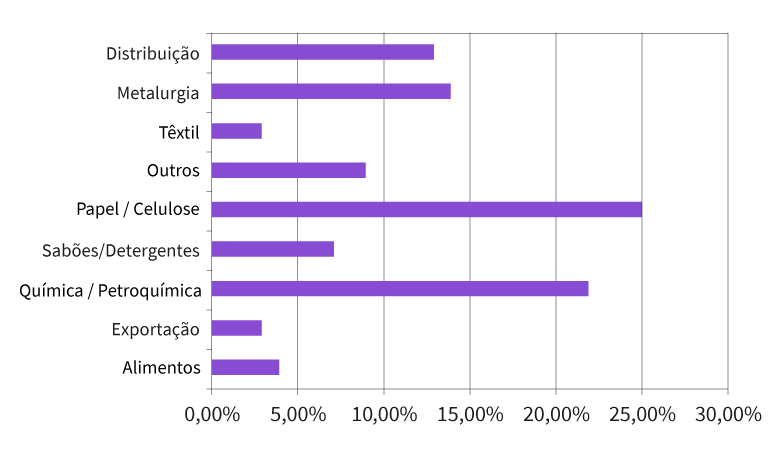 Distribuição
Metalurgia
Têxtil
Outros
Papel / Celulose
Sabões/Detergentes
Química / Petroquímica
Exportação
Alimentos
0,00% 5,00% 10,00% 15,00% 20,00% 25,00% 30,00%